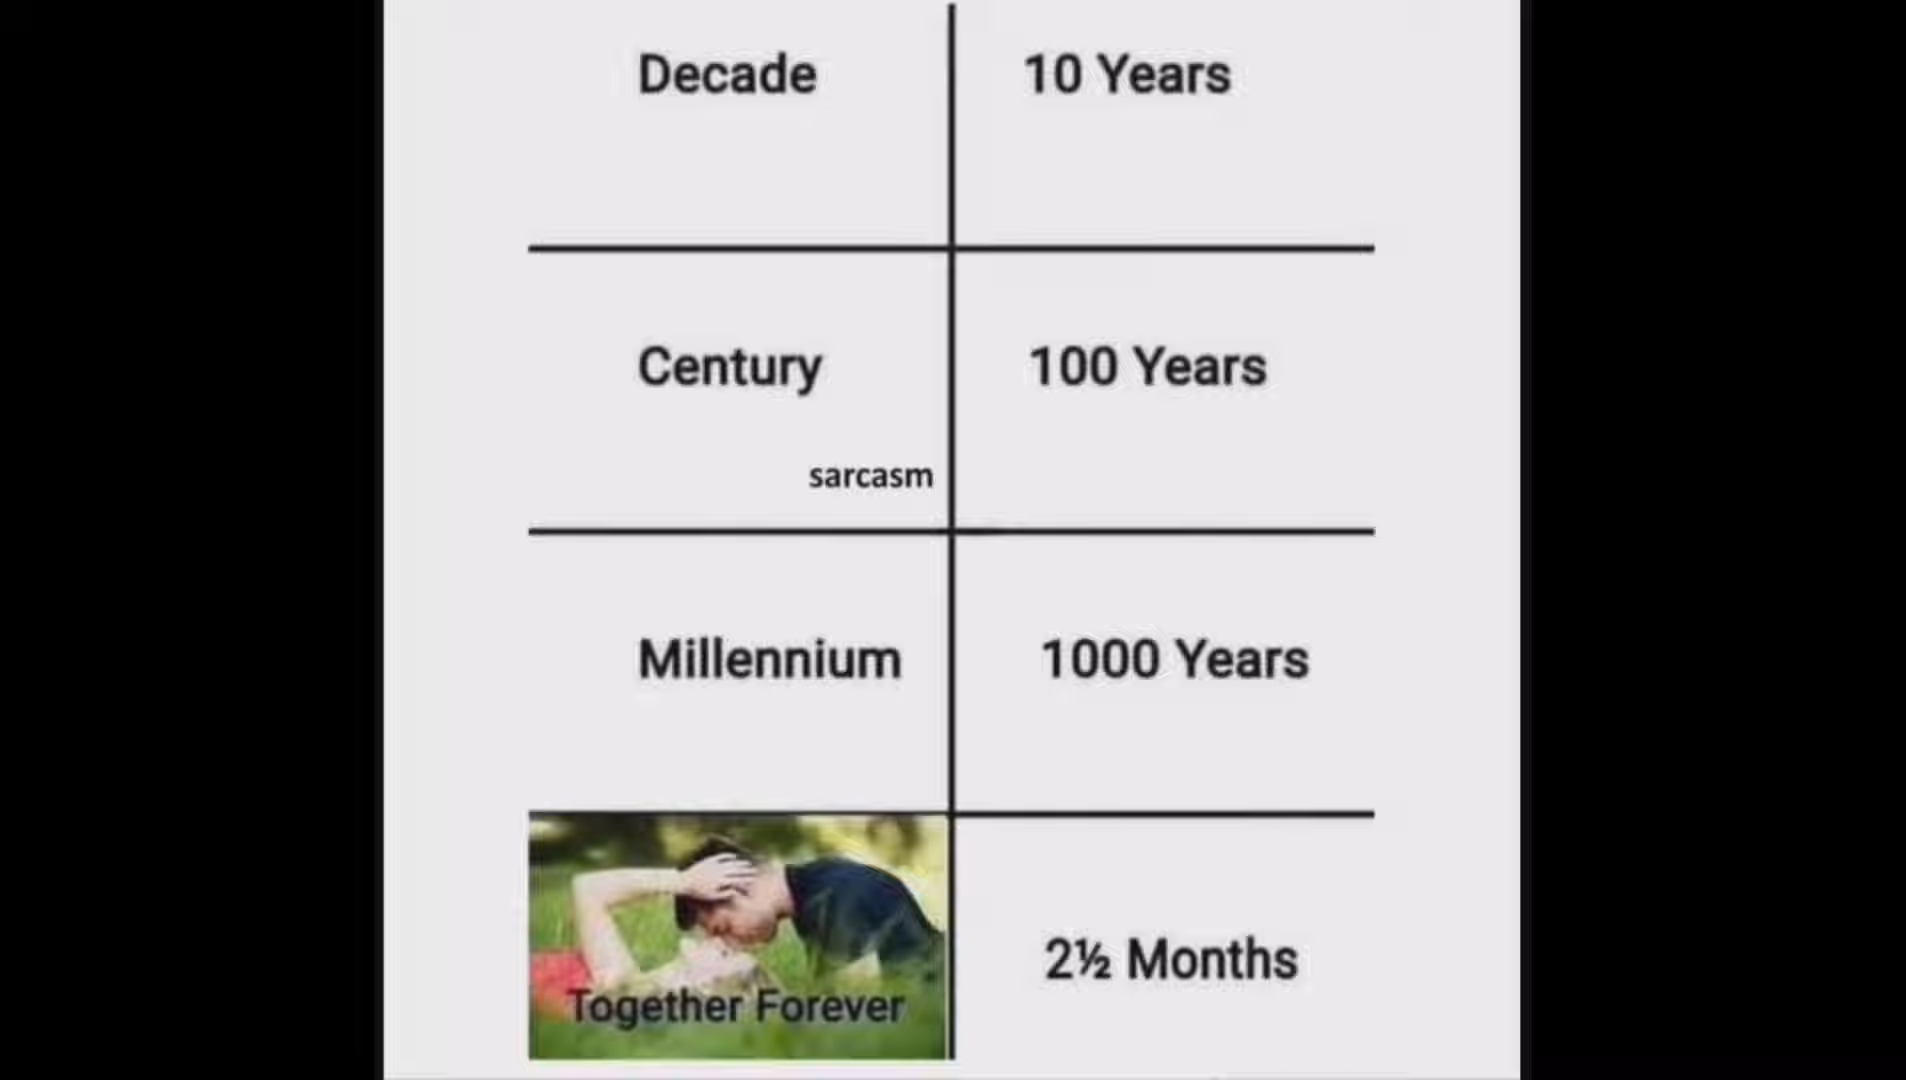 Decade 10 Years
Century 100 Years
sarcasm
Millennium 1000 Years
Together Forever 2½ Months